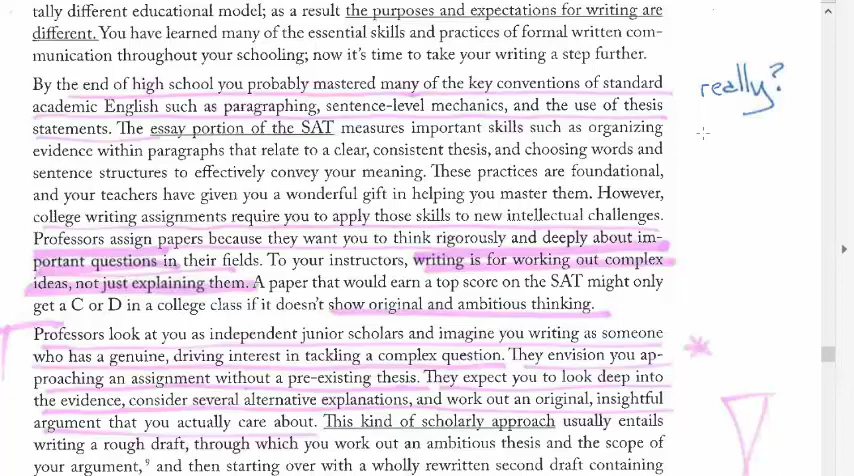 tally different educational model; as a result the purposes and expectations for writing are
different. You have learned many of the essential skills and practices of formal written com-
munication throughout your schooling; now it's time to take your writing a step further.
By the end of high school you probably mastered many of the key conventions of standard
academic English such as paragraphing, sentence-level mechanics, and the use of thesis
statements. The essay portion of the SAT measures important skills such as organizing
evidence within paragraphs that relate to a clear, consistent thesis, and choosing words and
sentence structures to effectively convey your meaning. These practices are foundational,
and your teachers have given you a wonderful gift in helping you master them. However,
college writing assignments require you to apply those skills to new intellectual challenges.
Professors assign papers because they want you to think rigorously and deeply about im-
portant questions in their fields. To your instructors, writing is for working out complex
ideas, not just explaining them. A paper that would earn a top score on the SAT might only
get a C or D in a college class if it doesn't show original and ambitious thinking.
Professors look at you as independent junior scholars and imagine you writing as someone
who has a genuine, driving interest in tackling a complex question. They envision you ap-
proaching an assignment without a pre-existing thesis. They expect you to look deep into
the evidence, consider several alternative explanations, and work out an original, insightful
argument that you actually care about. This kind of scholarly approach usually entails
writing a rough draft, through which you work out an ambitious thesis and the scope of
your argument,⁹ and then starting over with a wholly rewritten second draft containing
really?